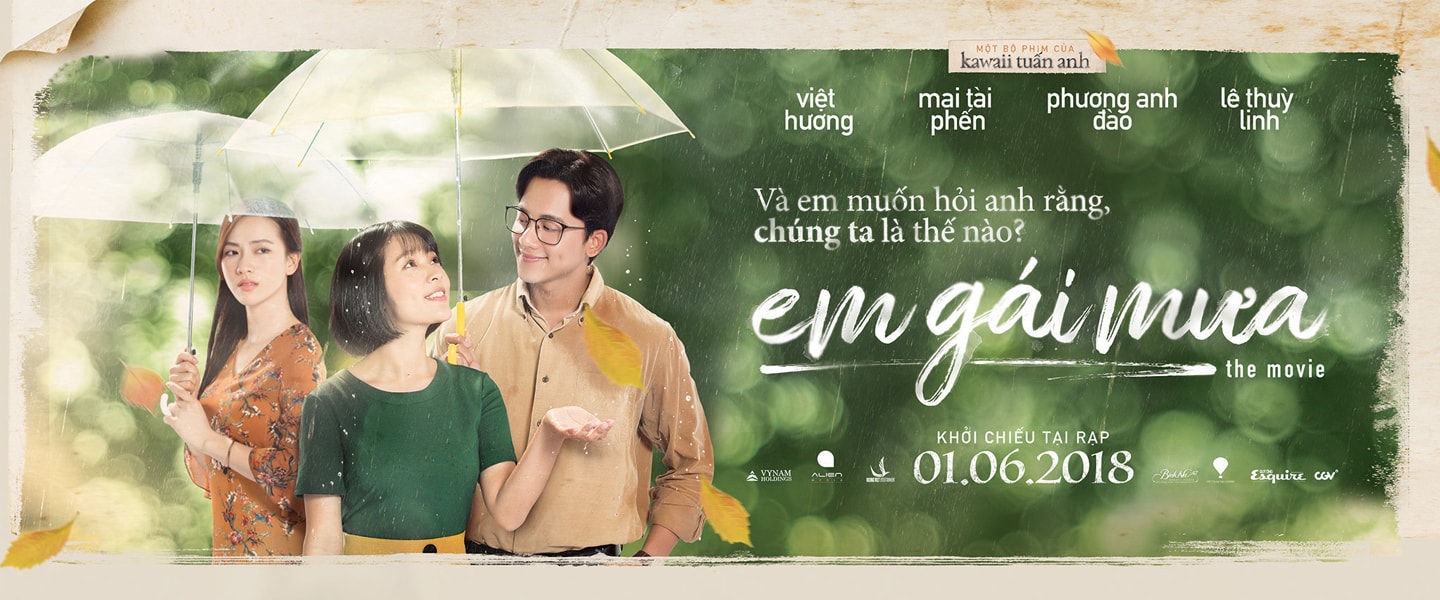 MỘT BỘ PHIM CỦA
kawaii tuấn anh
việt hương
mai tài phến
phương anh đào
lê thuỳ linh
Và em muốn hỏi anh rằng,
chúng ta là thế nào?
em gái mưa
the movie
KHỞI CHIẾU TẠI RẠP
01.06.2018
VYNAM HOLDINGS
ALIEN
Esquire
CGV